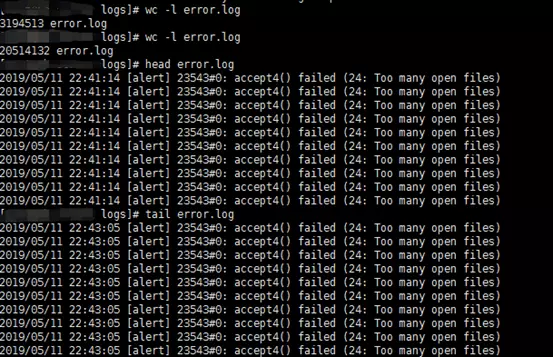 logs]# wc -l error.log
3194513 error.log
logs]# wc -l error.log
20514132 error.log
logs]# head error.log
2019/05/11 22:41:14 [alert] 23543#0: accept4() failed (24: Too many open files)
2019/05/11 22:41:14 [alert] 23543#0: accept4() failed (24: Too many open files)
2019/05/11 22:41:14 [alert] 23543#0: accept4() failed (24: Too many open files)
2019/05/11 22:41:14 [alert] 23543#0: accept4() failed (24: Too many open files)
2019/05/11 22:41:14 [alert] 23543#0: accept4() failed (24: Too many open files)
2019/05/11 22:41:14 [alert] 23543#0: accept4() failed (24: Too many open files)
2019/05/11 22:41:14 [alert] 23543#0: accept4() failed (24: Too many open files)
2019/05/11 22:41:14 [alert] 23543#0: accept4() failed (24: Too many open files)
2019/05/11 22:41:14 [alert] 23543#0: accept4() failed (24: Too many open files)
2019/05/11 22:41:14 [alert] 23543#0: accept4() failed (24: Too many open files)
logs]# tail error.log
2019/05/11 22:43:05 [alert] 23543#0: accept4() failed (24: Too many open files)
2019/05/11 22:43:05 [alert] 23543#0: accept4() failed (24: Too many open files)
2019/05/11 22:43:05 [alert] 23543#0: accept4() failed (24: Too many open files)
2019/05/11 22:43:05 [alert] 23543#0: accept4() failed (24: Too many open files)
2019/05/11 22:43:05 [alert] 23543#0: accept4() failed (24: Too many open files)
2019/05/11 22:43:05 [alert] 23543#0: accept4() failed (24: Too many open files)
2019/05/11 22:43:05 [alert] 23543#0: accept4() failed (24: Too many open files)
2019/05/11 22:43:05 [alert] 23543#0: accept4() failed (24: Too many open files)
2019/05/11 22:43:05 [alert] 23543#0: accept4() failed (24: Too many open files)
2019/05/11 22:43:05 [alert] 23543#0: accept4() failed (24: Too many open files)